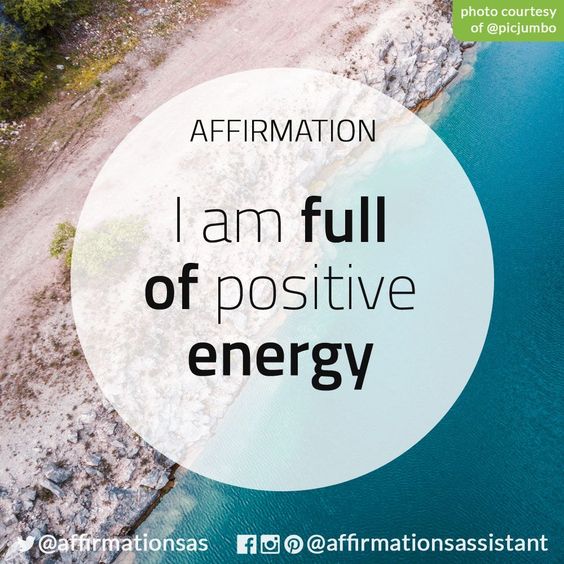 photo courtesy
of @picjumbo
AFFIRMATION
I am full
of positive
energy
@affirmationsas @affirmationsassistant